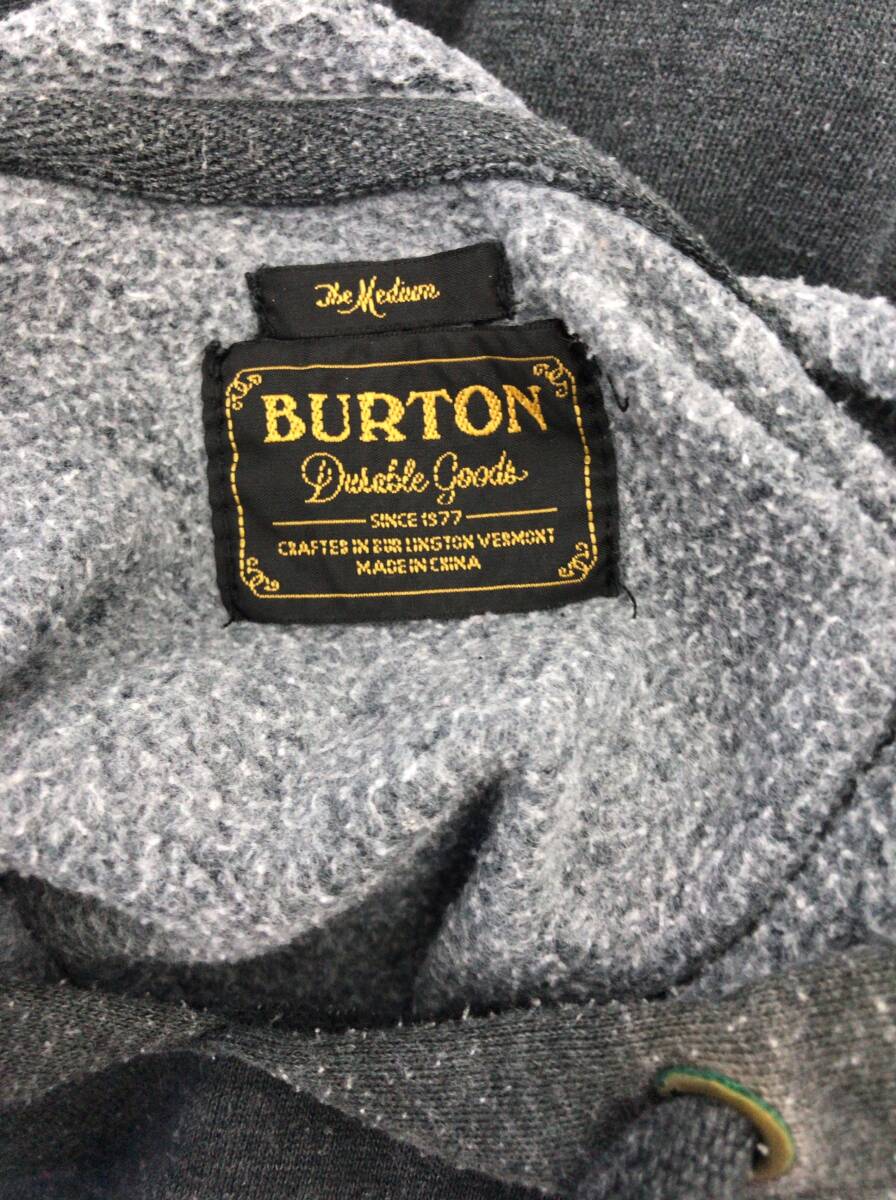 The Medium
BURTON
Durable Goods
SINCE 1977
CRAFTED IN BURLINGTON VERMONT
MADE IN CHINA